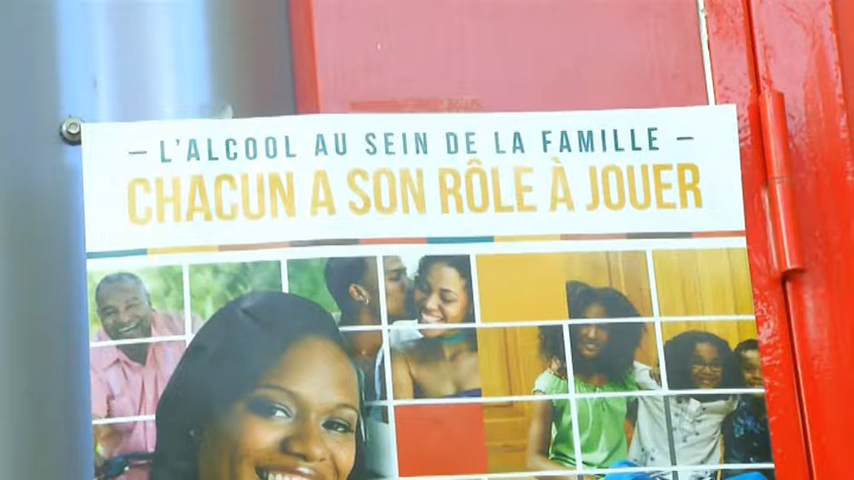 – L'ALCOOL AU SEIN DE LA FAMILLE –
CHACUN A SON RÔLE À JOUER